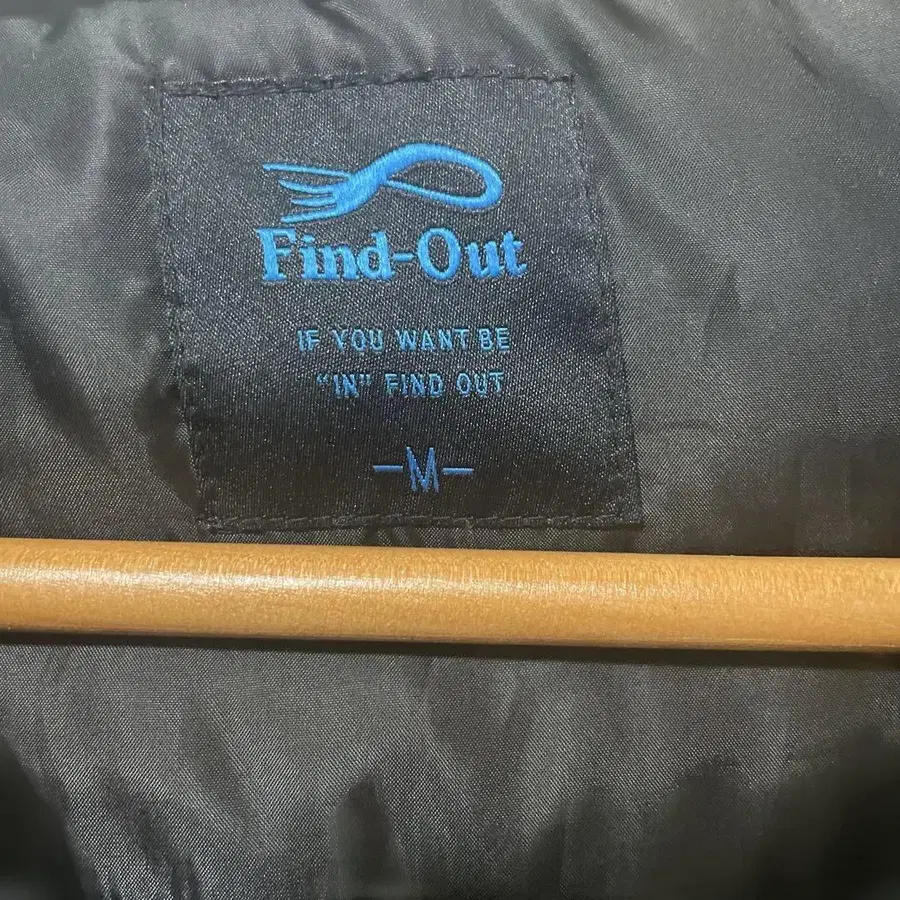 Find-Out
IF YOU WANT BE
"IN" FIND OUT
-M-